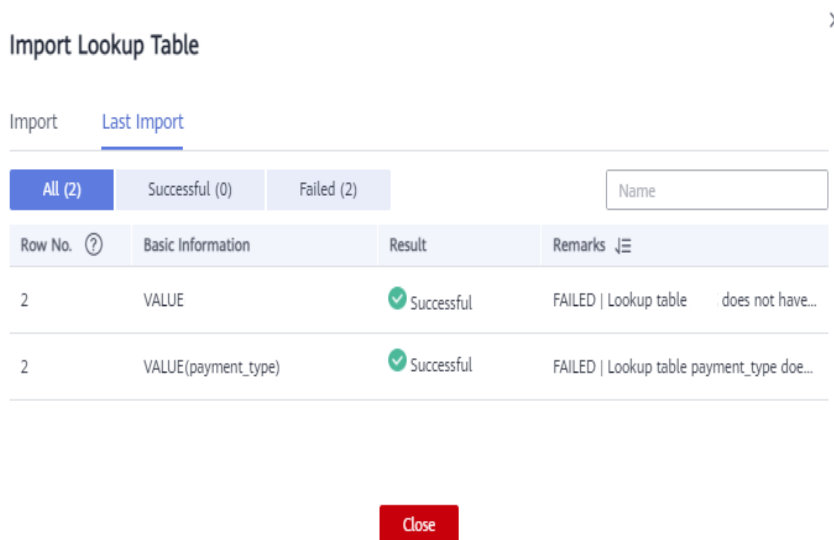 Import Lookup Table
Import Last Import
All (2) Successful (0) Failed (2) Name
Row No. ? Basic Information Result Remarks
2 VALUE Successful FAILED | Lookup table does not have...
2 VALUE(payment_type) Successful FAILED | Lookup table payment_type doe...
Close